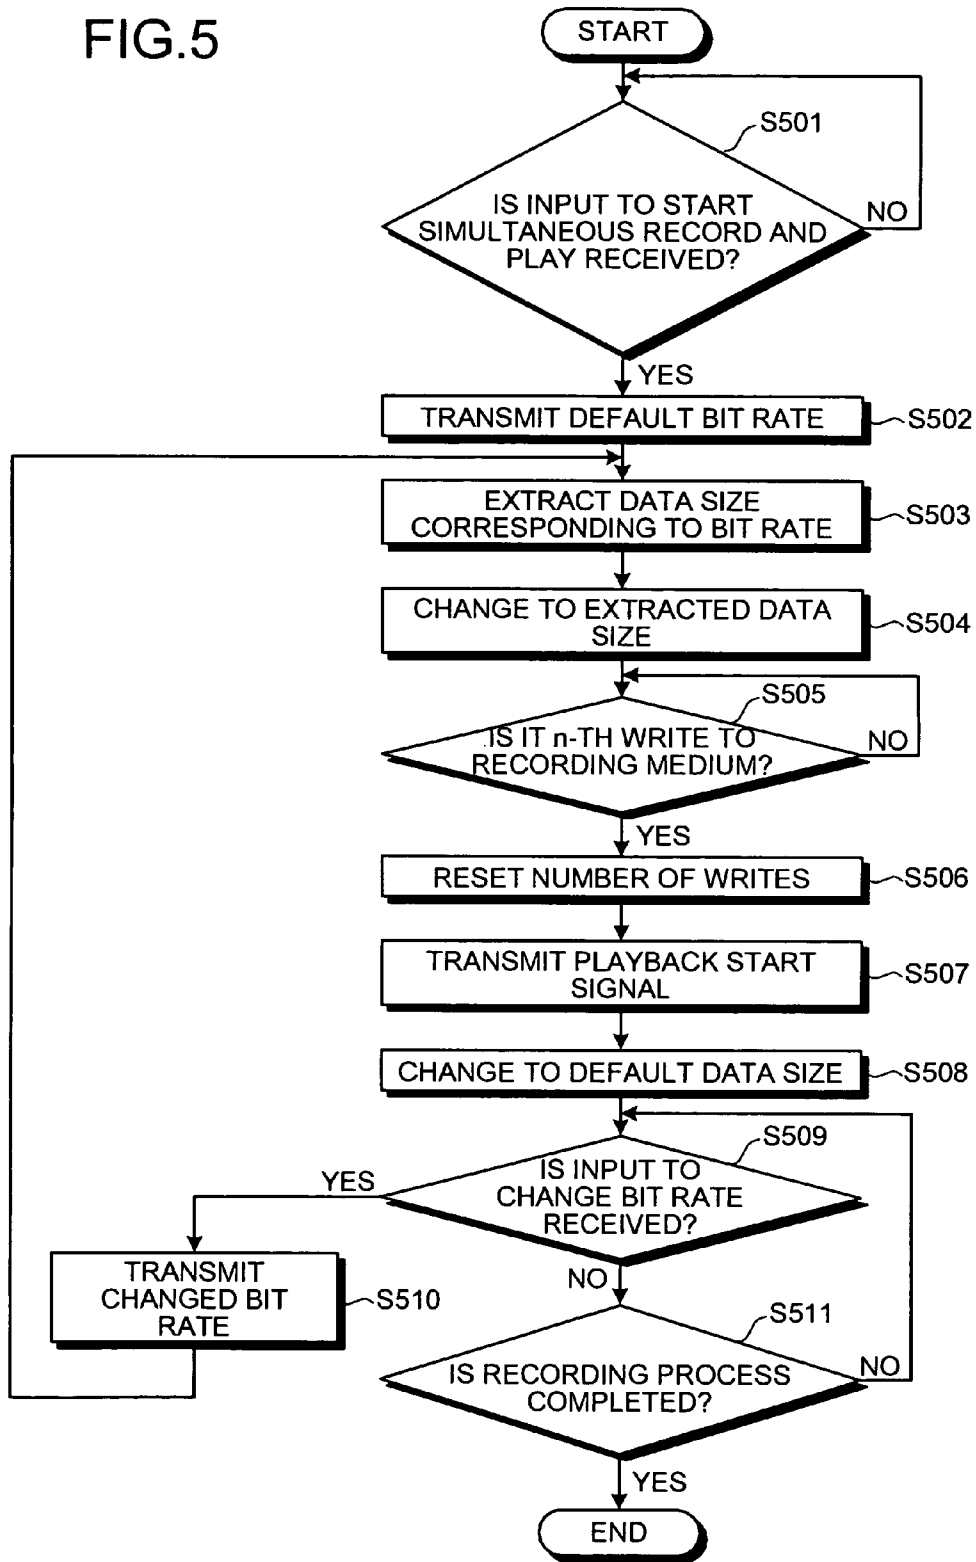 FIG.5
START
S501
IS INPUT TO START
SIMULTANEOUS RECORD AND
PLAY RECEIVED?
NO
YES
TRANSMIT DEFAULT BIT RATE
S502
EXTRACT DATA SIZE
CORRESPONDING TO BIT RATE
S503
CHANGE TO EXTRACTED DATA
SIZE
S504
S505
IS IT n-TH WRITE TO
RECORDING MEDIUM?
NO
YES
RESET NUMBER OF WRITES
S506
TRANSMIT PLAYBACK START
SIGNAL
S507
CHANGE TO DEFAULT DATA SIZE
S508
S509
IS INPUT TO
CHANGE BIT RATE
RECEIVED?
YES
NO
TRANSMIT
CHANGED BIT
RATE
S510
S511
IS RECORDING PROCESS
COMPLETED?
NO
YES
END